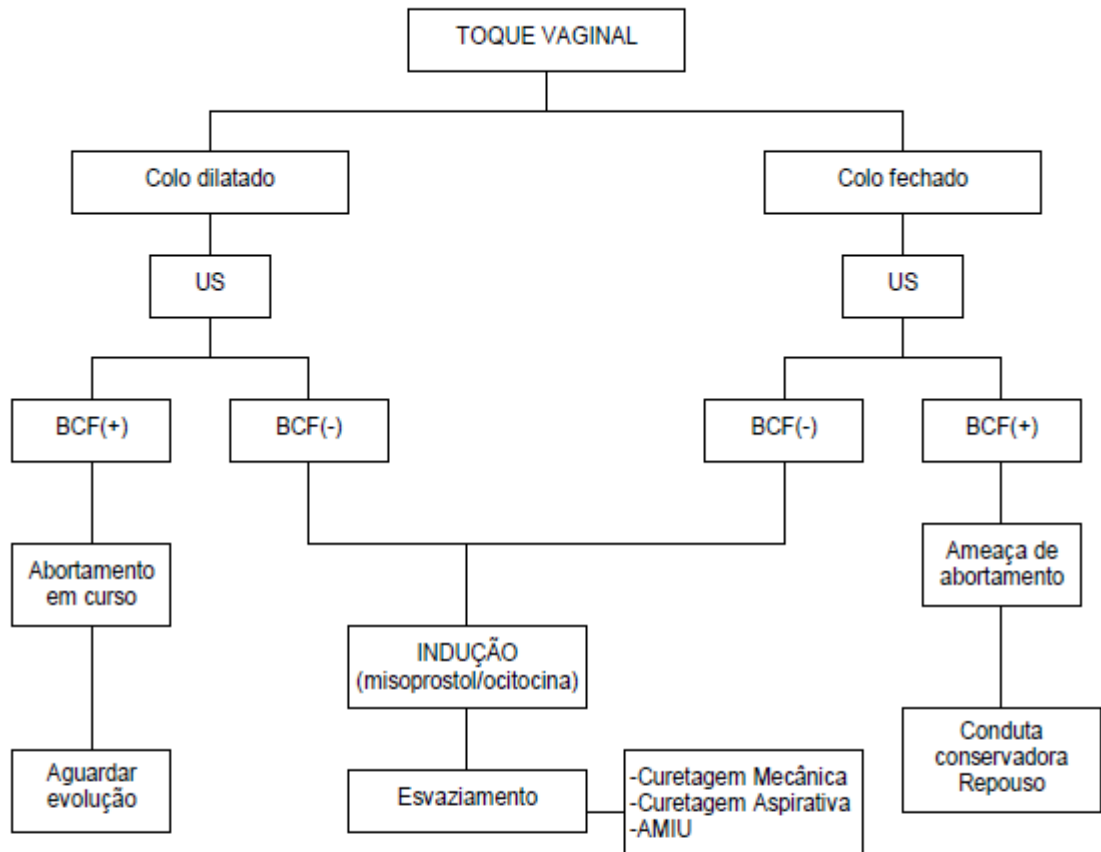 TOQUE VAGINAL
Colo dilatado
Colo fechado
US
US
BCF(+)
BCF(-)
BCF(-)
BCF(+)
Abortamento
em curso
Ameaça de
abortamento
INDUÇÃO
(misoprostol/ocitocina)
Conduta
conservadora
Repouso
Aguardar
evolução
Esvaziamento
-Curetagem Mecânica
-Curetagem Aspirativa
-AMIU